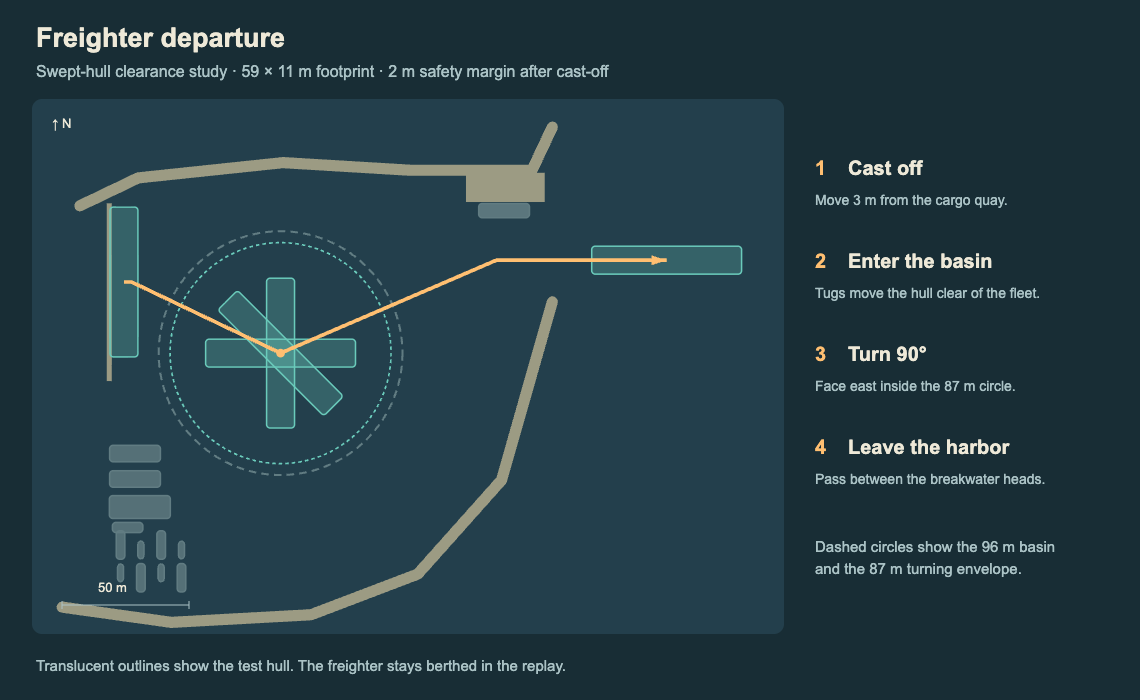 Freighter departure
Swept-hull clearance study · 59 × 11 m footprint · 2 m safety margin after cast-off
↑ N
1 Cast off
Move 3 m from the cargo quay.
2 Enter the basin
Tugs move the hull clear of the fleet.
3 Turn 90°
Face east inside the 87 m circle.
4 Leave the harbor
Pass between the breakwater heads.
Dashed circles show the 96 m basin
and the 87 m turning envelope.
50 m
Translucent outlines show the test hull. The freighter stays berthed in the replay.